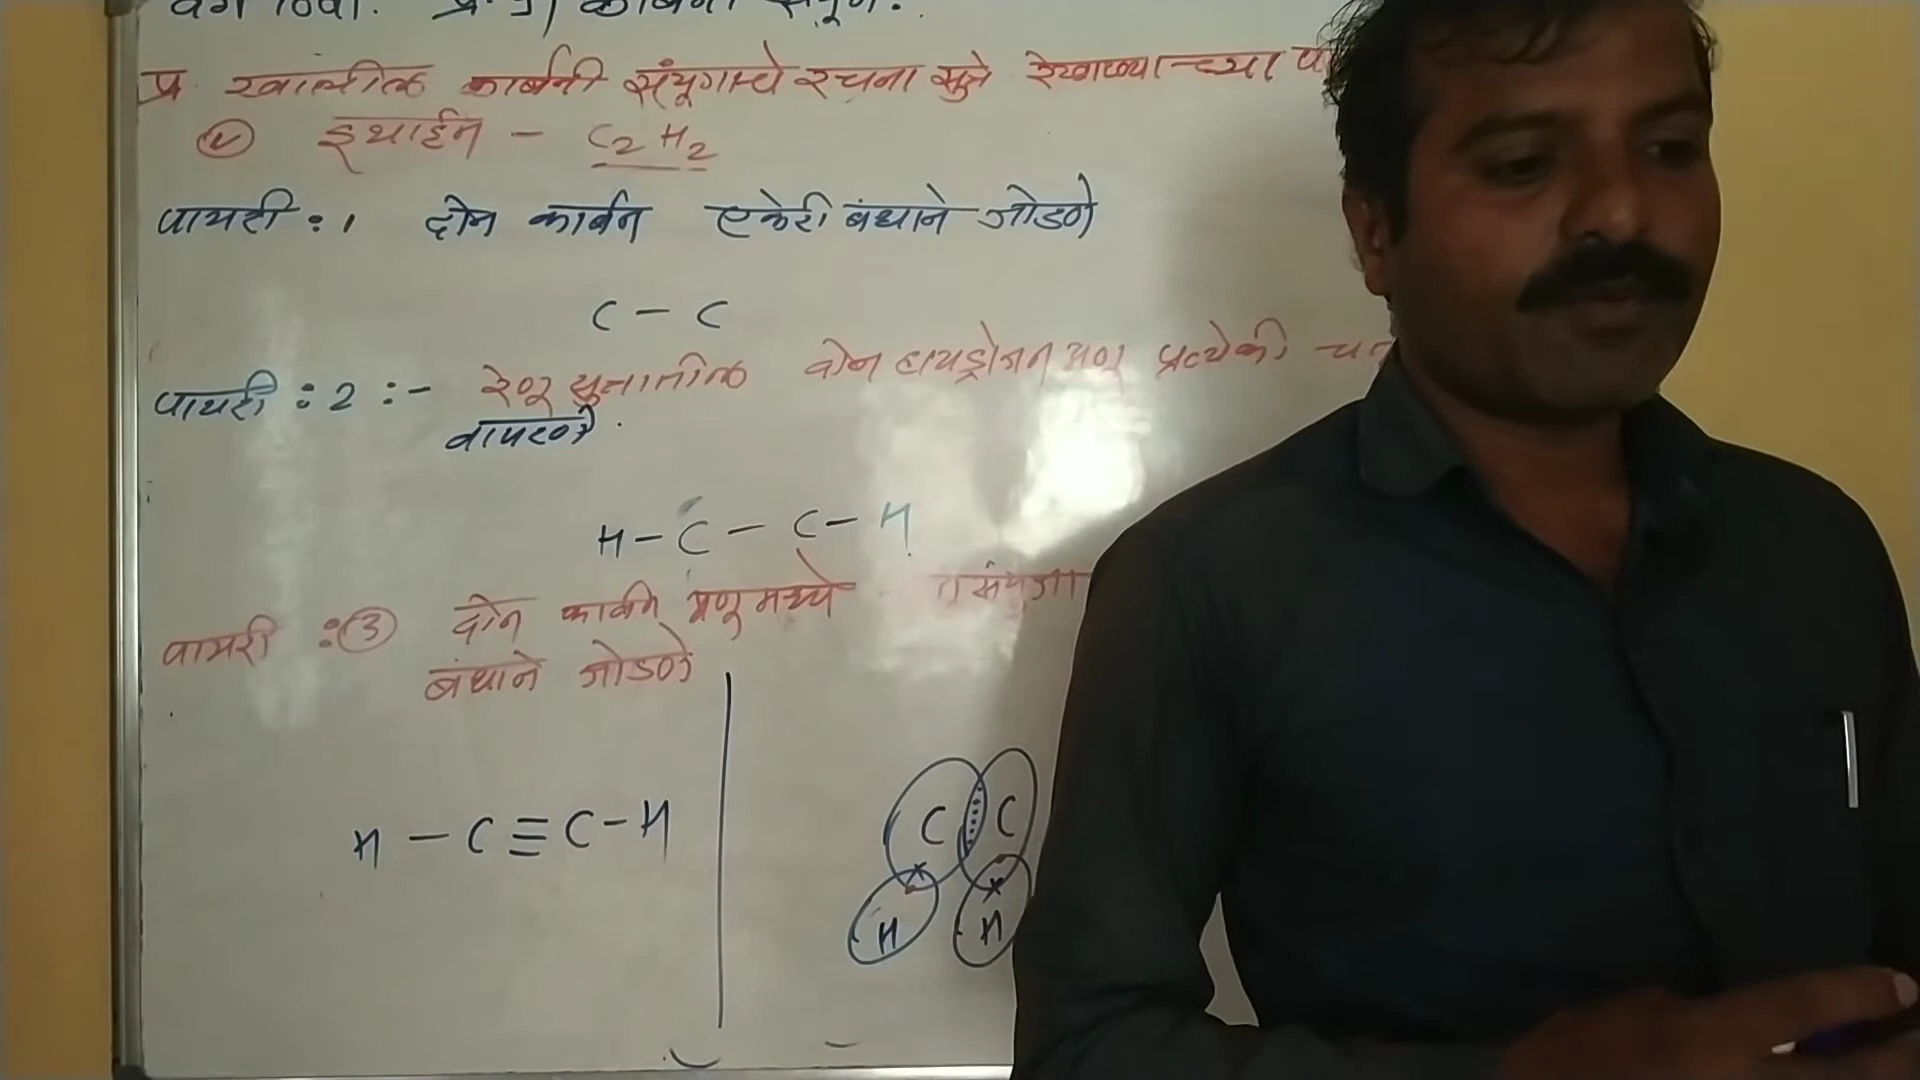 प्र. खालील कार्बनी संयुगाचे रचना सुत्रे रेखाटण्याच्या
इथाईन - C2H2
पायरी : 1 दोन कार्बन एकेरी बंधाने जोडणे
C - C
पायरी : 2 :- रेणू सुत्रातील दोन हायड्रोजन अणू प्रत्येकी
वापरणे.
H - C - C - H
पायरी : ③ दोन कार्बन अणू मध्ये
बंधाने जोडणे
H - C ≡ C - H
C C
H H